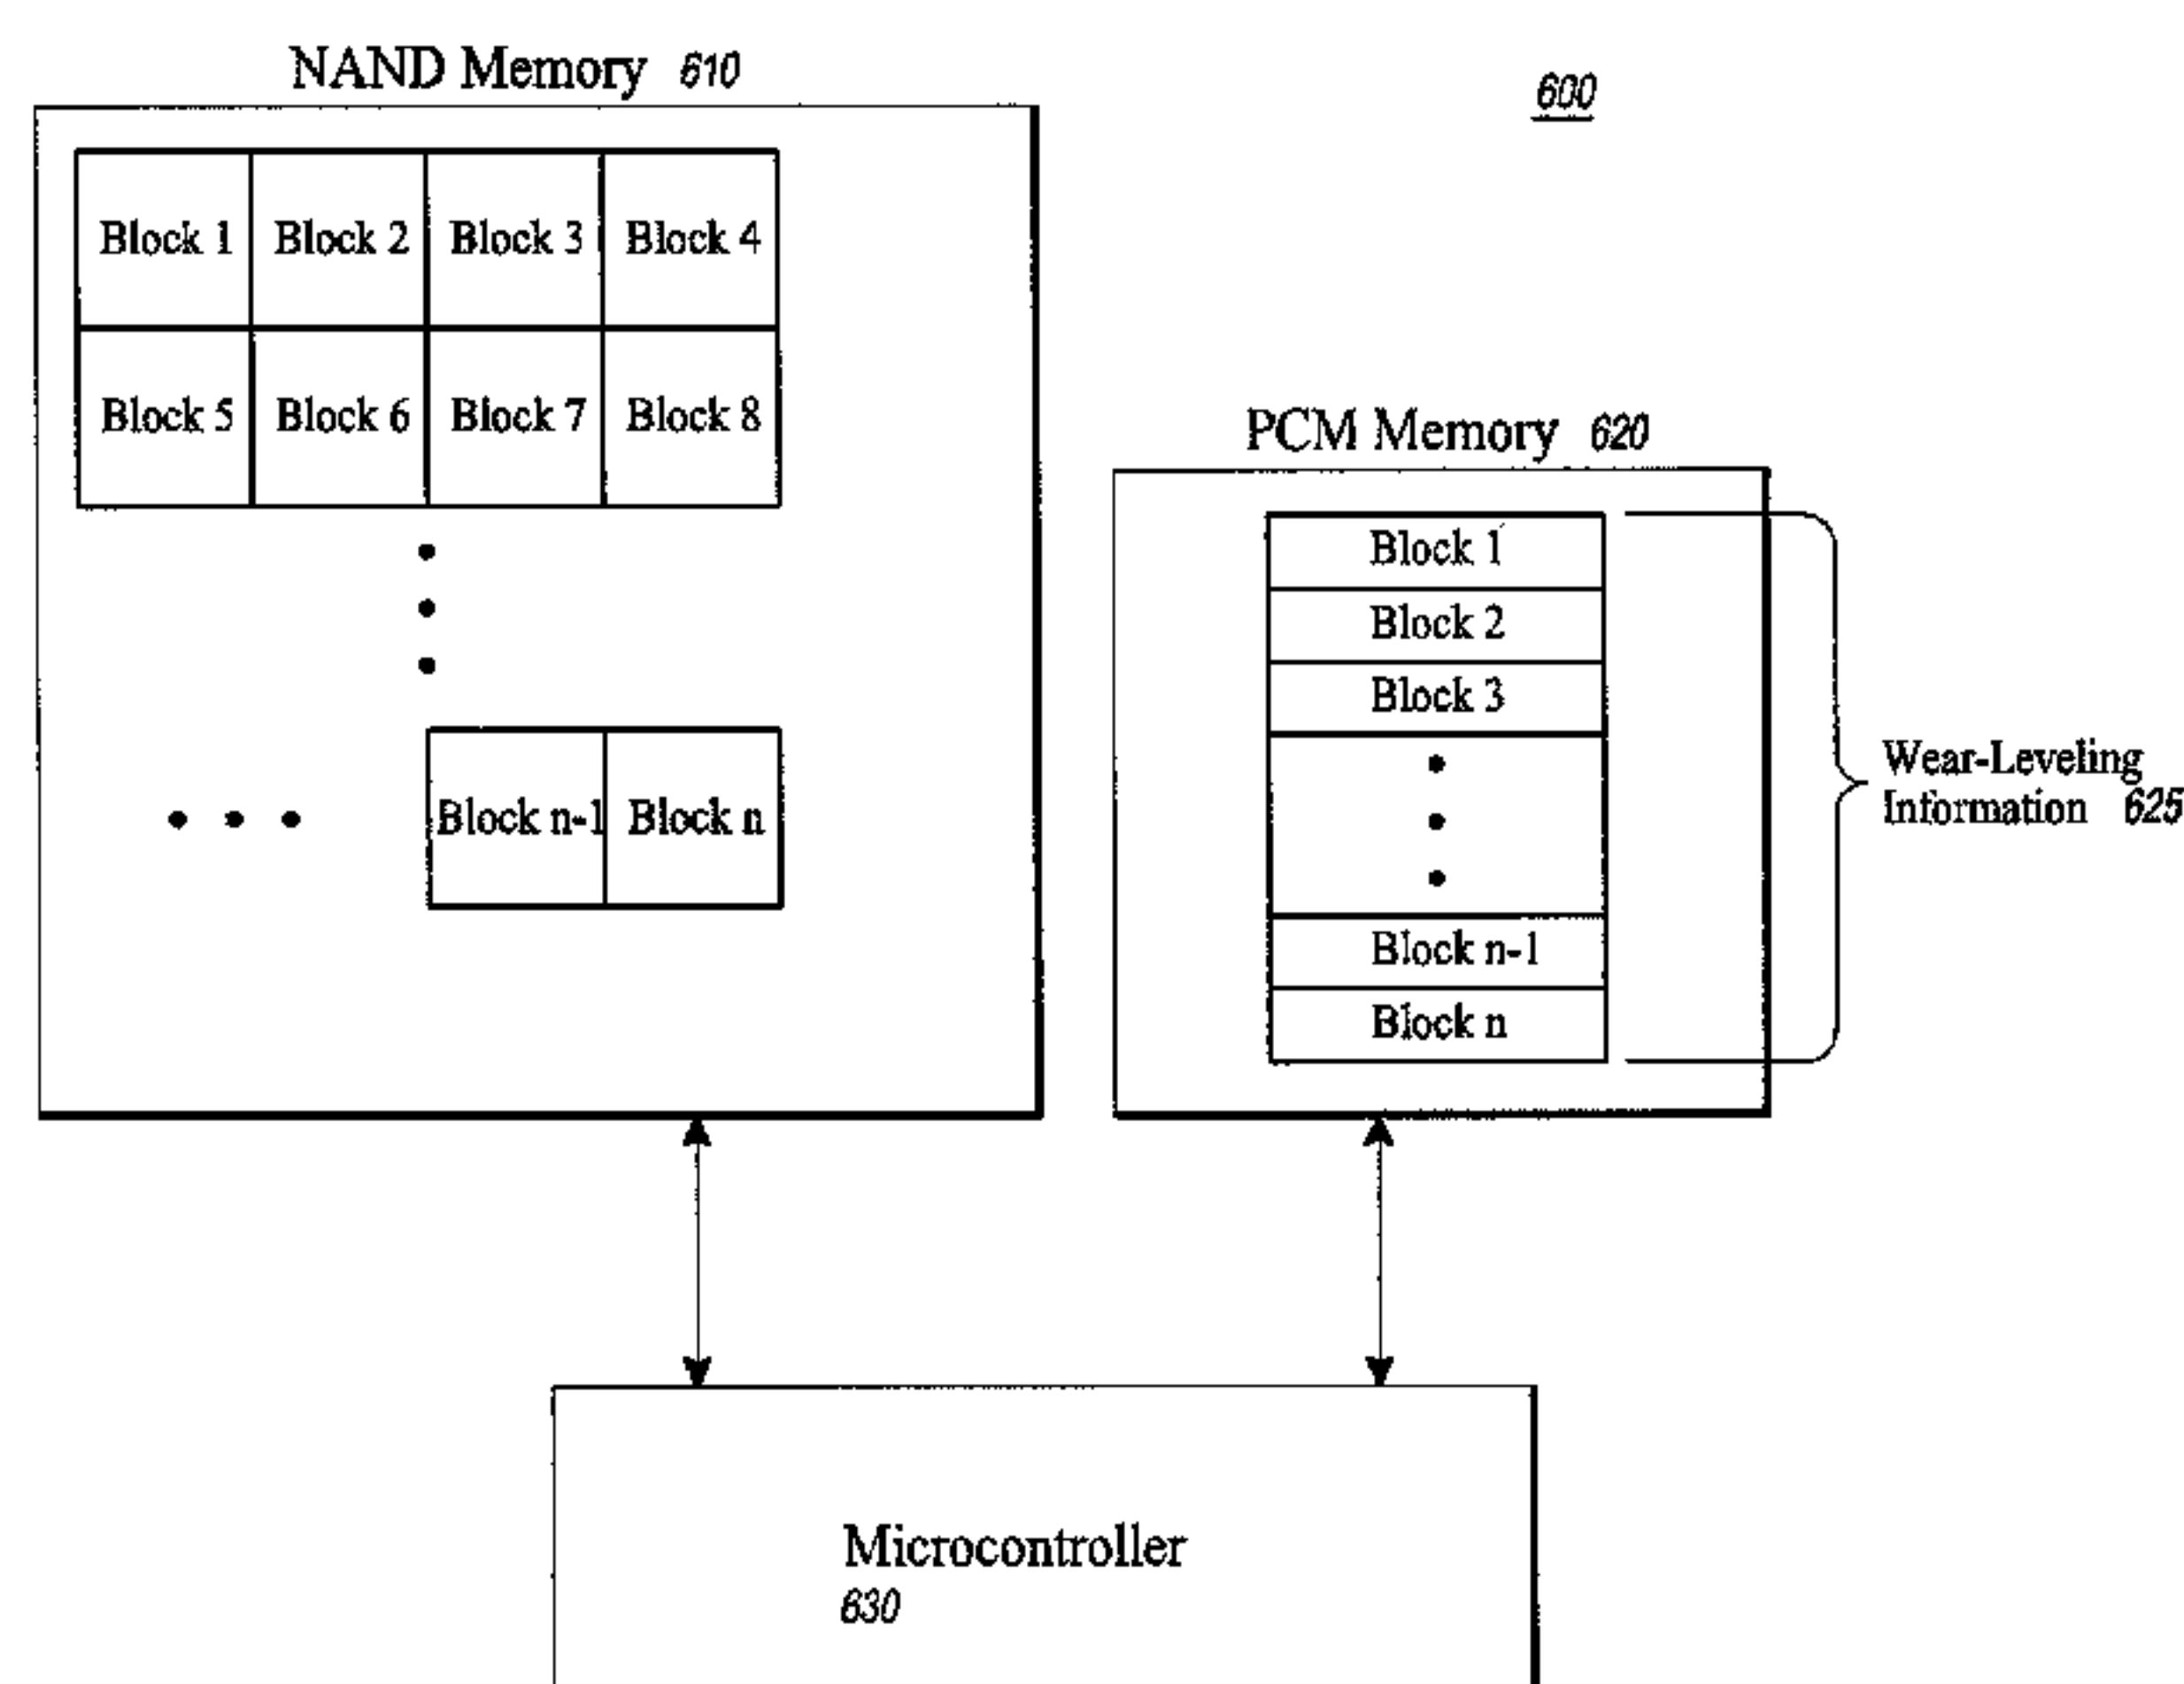 NAND Memory 610
600
Block 1 Block 2 Block 3 Block 4
Block 5 Block 6 Block 7 Block 8
Block n-1 Block n
PCM Memory 620
Block 1
Block 2
Block 3
Block n-1
Block n
Wear-Leveling
Information 625
Microcontroller
630